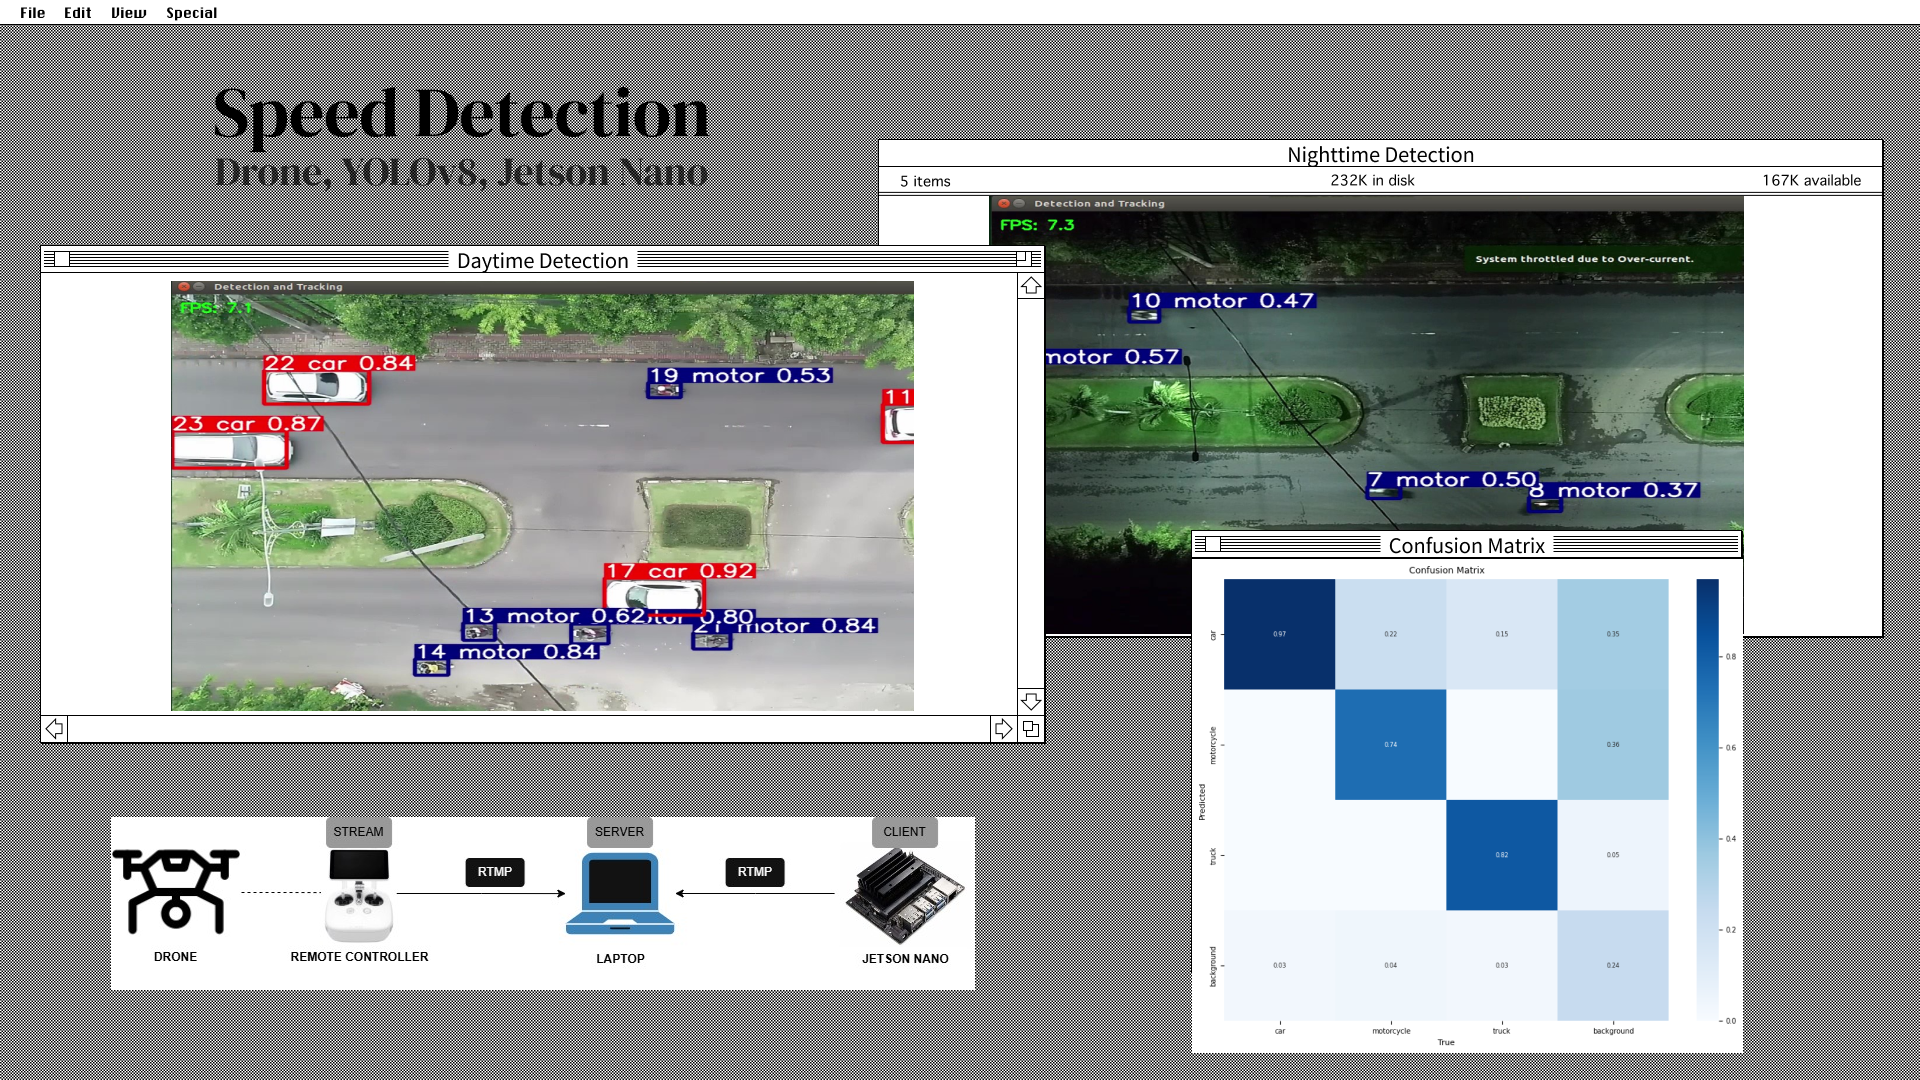 File Edit View Special
Speed Detection
Drone, YOLOv8, Jetson Nano
Nighttime Detection
5 items 232K in disk 167K available
Detection and Tracking
FPS: 7.3
System throttled due to Over-current.
10 motor 0.47
motor 0.57
7 motor 0.50
8 motor 0.37
Daytime Detection
Detection and Tracking
FPS: 7.1
22 car 0.84
19 motor 0.53
11
23 car 0.87
17 car 0.92
13 motor 0.62
0.80
motor 0.84
14 motor 0.84
Confusion Matrix
Confusion Matrix
car 0.97 0.22 0.15 0.35
motorcycle 0.74 0.36
truck 0.82 0.05
background 0.03 0.04 0.03 0.24
Predicted
car motorcycle truck background
True
0.8
0.6
0.4
0.2
0.0
STREAM SERVER CLIENT
RTMP RTMP
DRONE REMOTE CONTROLLER LAPTOP JETSON NANO